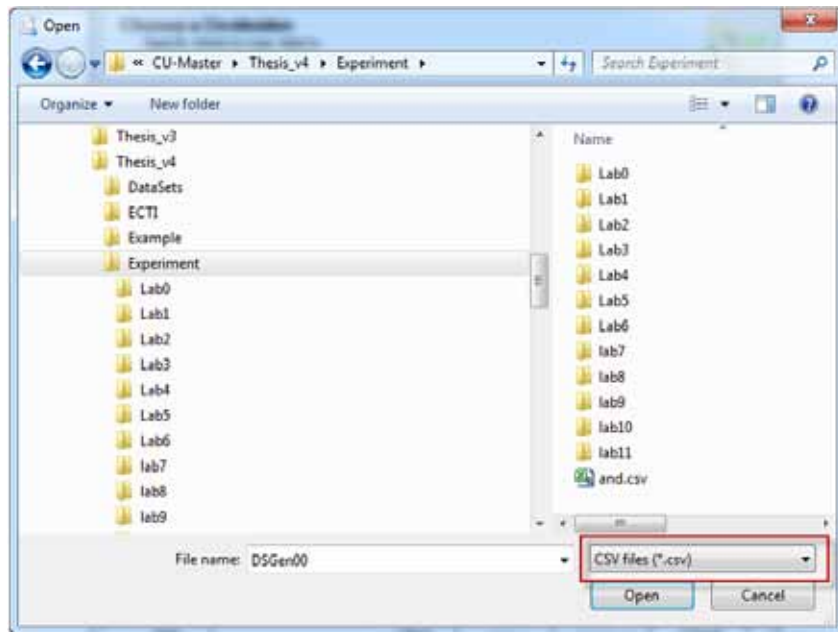 Open
« CU-Master ▸ Thesis_v4 ▸ Experiment ▸
Search Experiment
Organize
New folder
Thesis_v3
Thesis_v4
DataSets
ECTI
Example
Experiment
Lab0
Lab1
Lab2
Lab3
Lab4
Lab5
Lab6
lab7
lab8
lab9
Name
Lab0
Lab1
Lab2
Lab3
Lab4
Lab5
Lab6
lab7
lab8
lab9
lab10
lab11
and.csv
File name: DSGen00
CSV files (*.csv)
Open Cancel